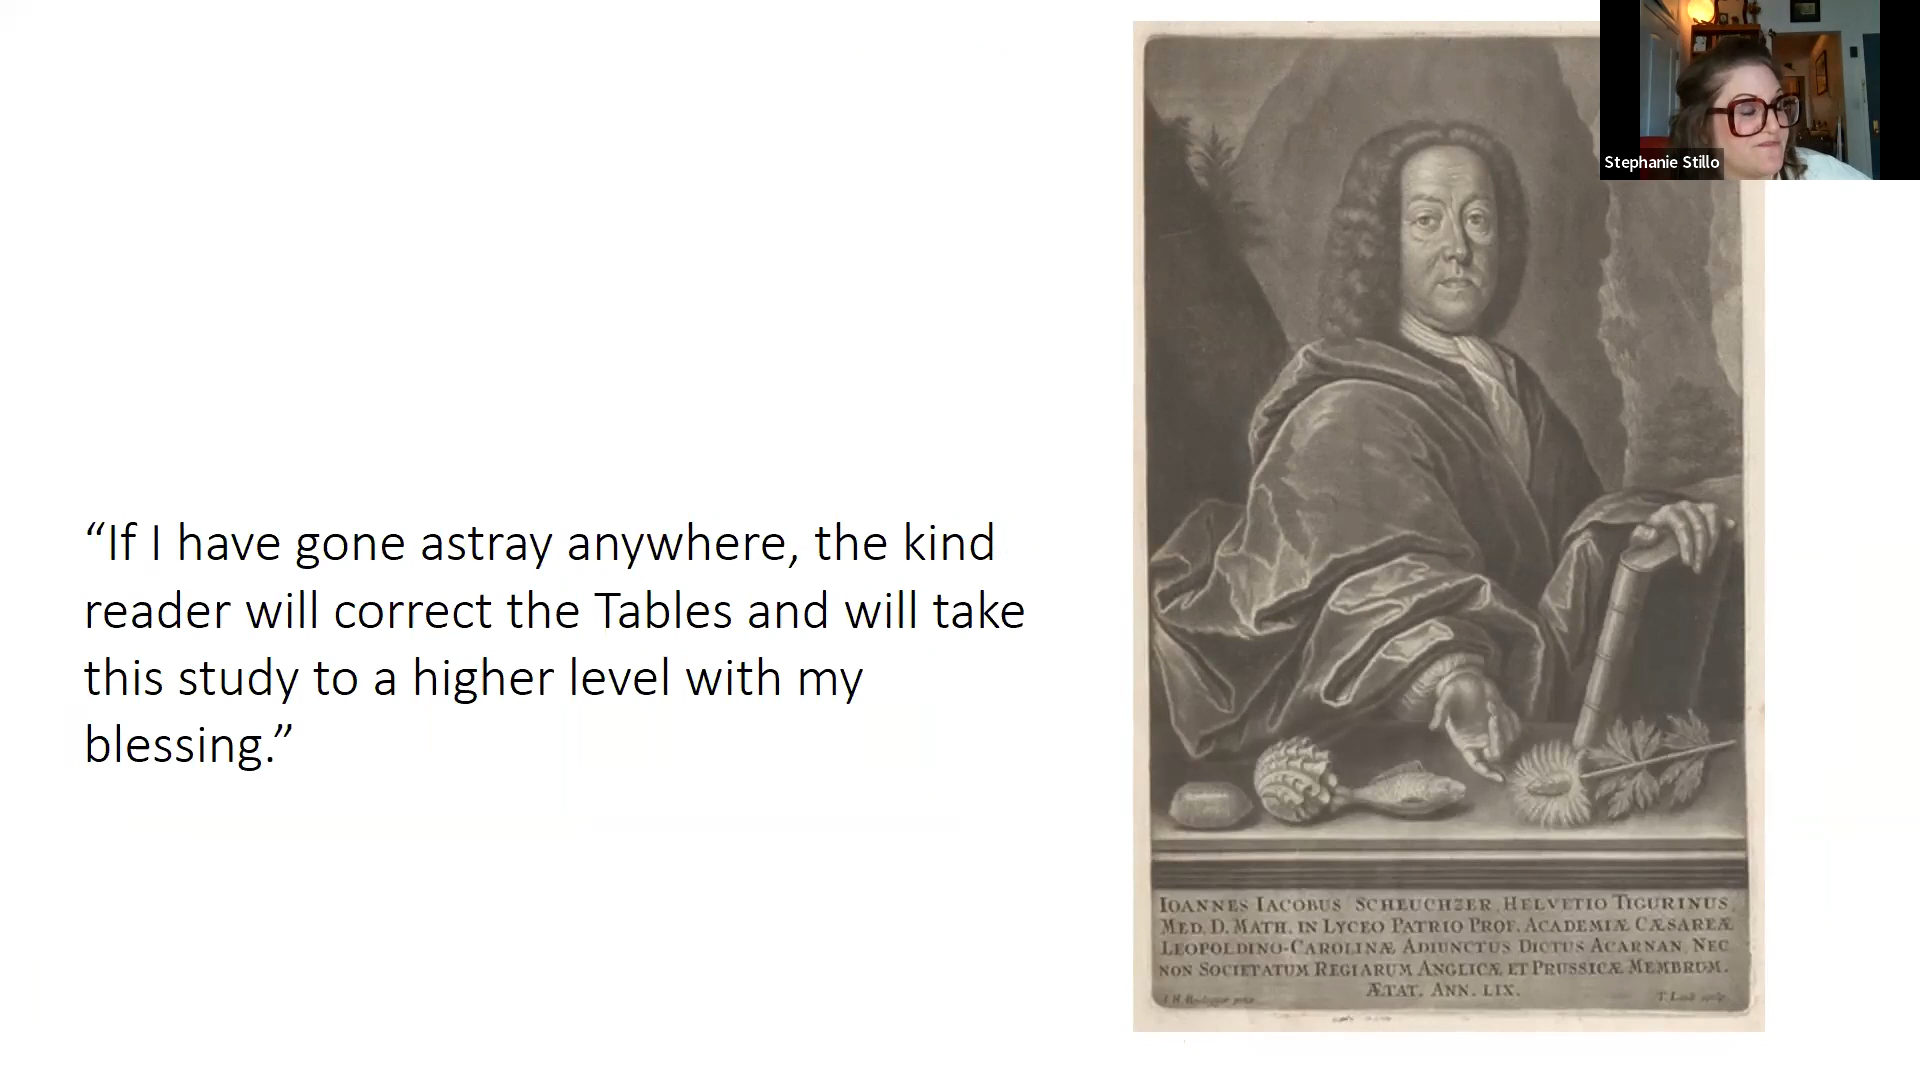 Stephanie Stillo
“If I have gone astray anywhere, the kind
reader will correct the Tables and will take
this study to a higher level with my
blessing.”
IOANNES IACOBUS SCHEUCHZER, HELVETIO TIGURINUS,
MED. D. MATH. IN LYCEO PATRIO PROF. ACADEMIÆ CÆSAREÆ
LEOPOLDINO-CAROLINÆ ADIUNCTUS DICTUS ACARNAN, NEC
NON SOCIETATUM REGIARUM ANGLICÆ ET PRUSSICÆ MEMBRUM.
ÆTAT. ANN. LIX.